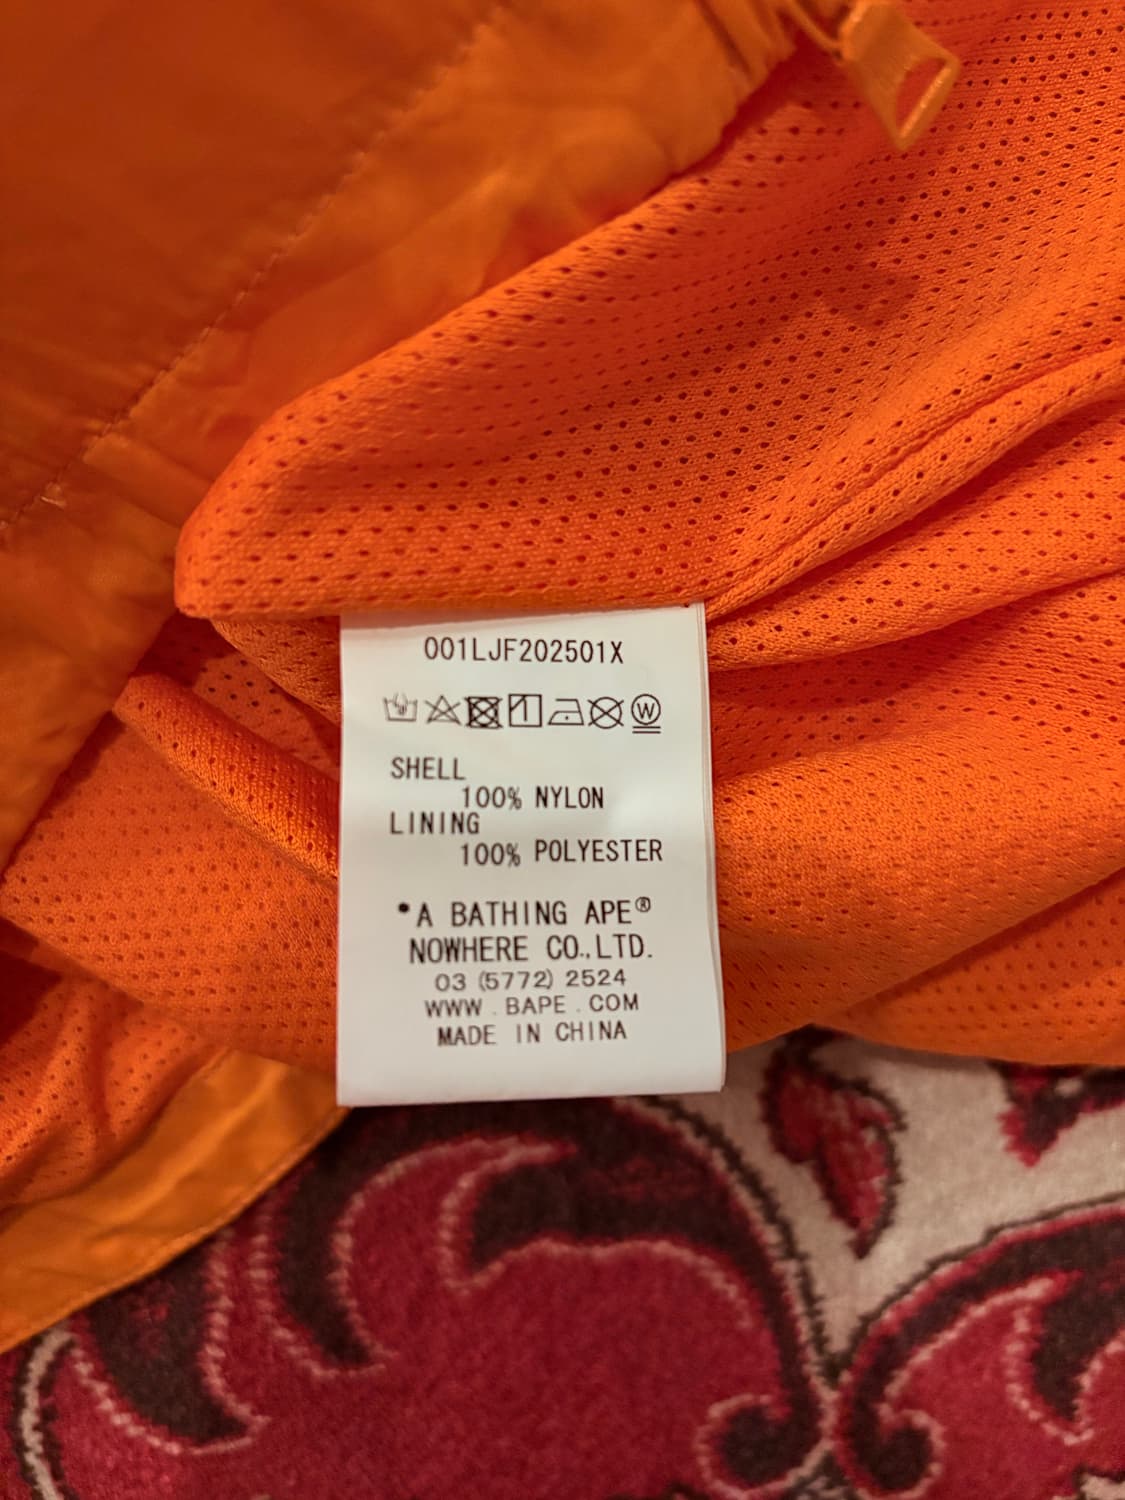 001LJF202501X
SHELL
100% NYLON
LINING
100% POLYESTER
*A BATHING APE®
NOWHERE CO.,LTD.
03 (5772) 2524
WWW.BAPE.COM
MADE IN CHINA